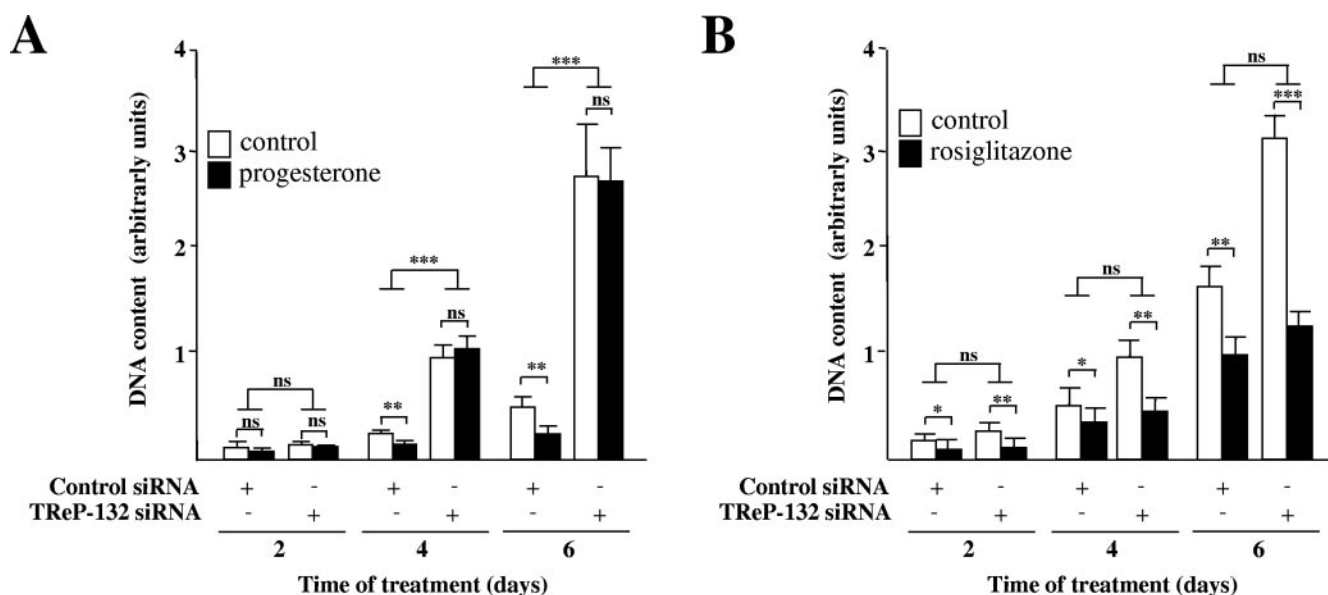 A
4
3
2
1
DNA content (arbitrarly units)
control
progesterone
ns
ns
ns
***
**
ns
***
**
ns
Control siRNA + - + - + -
TReP-132 siRNA - + - + - +
2 4 6
Time of treatment (days)
B
4
3
2
1
DNA content (arbitrarly units)
control
rosiglitazone
ns
*
**
ns
*
**
ns
**
***
Control siRNA + - + - + -
TReP-132 siRNA - + - + - +
2 4 6
Time of treatment (days)